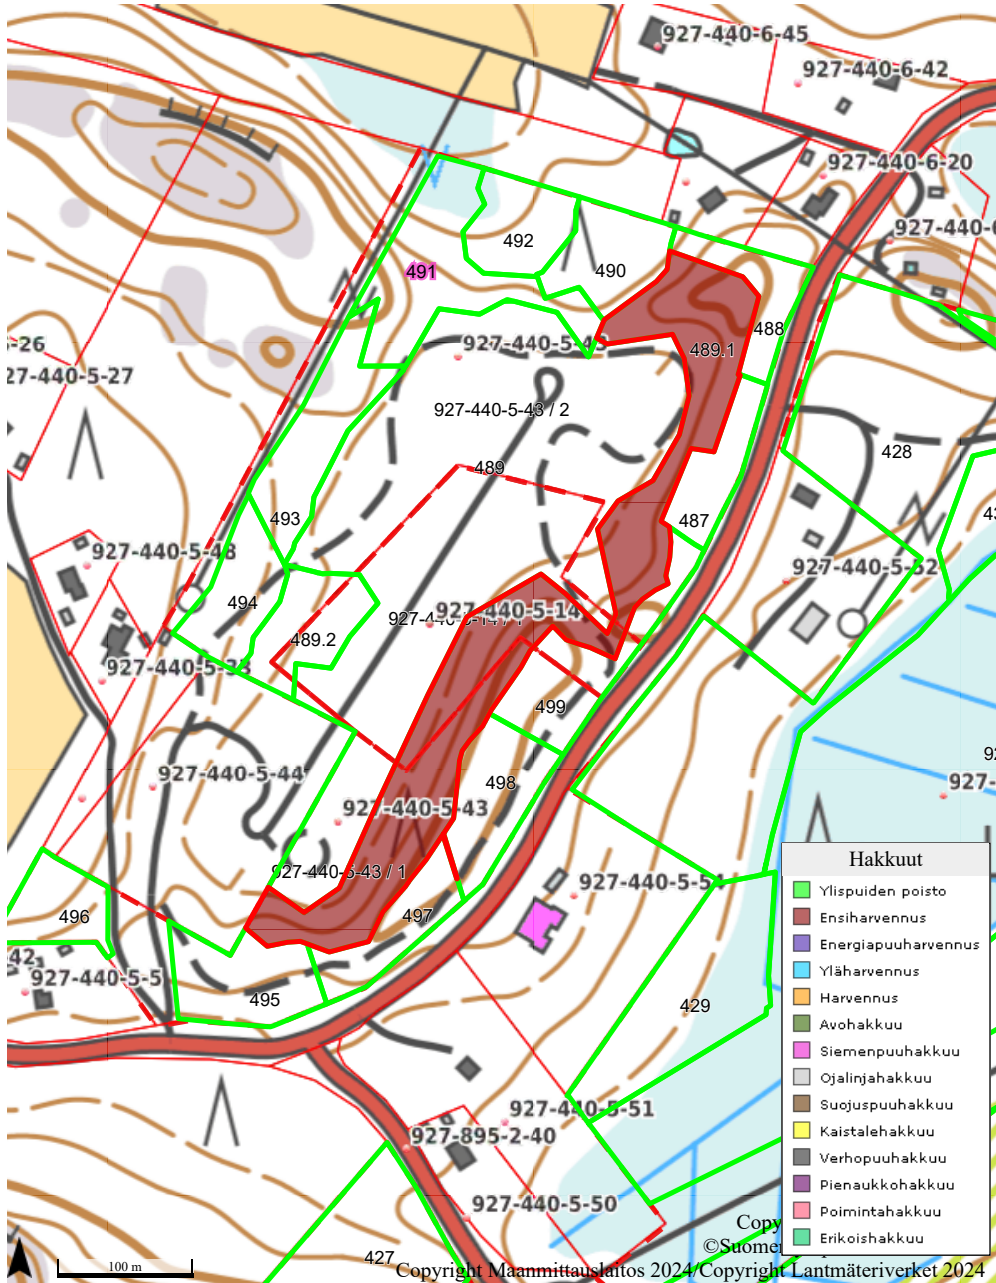 927-440-6-45
927-440-6-42
927-440-6-20
927-440-6
492
491
490
488
5-26
927-440-5-43
489.1
27-440-5-27
927-440-5-43 / 2
428
489
493
487
43
927-440-5-48
927-440-5-52
494
927-440-5-14
489.2
927-440-5-33
499
92
927-440-5-44
498
927-
927-440-5-43
927-440-5-43 / 1
927-440-5-54
496
497
42
927-440-5-5
495
429
Hakkuut
Ylispuiden poisto
Ensiharvennus
Energiapuuharvennus
Yläharvennus
Harvennus
Avohakkuu
Siemenpuuhakkuu
Ojalinjahakkuu
Suojuspuuhakkuu
Kaistalehakkuu
Verhopuuhakkuu
Pienaukkohakkuu
Poimintahakkuu
Erikoishakkuu
927-440-5-51
927-895-2-40
927-440-5-50
427
100 m
Copy
©Suome
Copyright Maanmittauslaitos 2024/Copyright Lantmäteriverket 2024